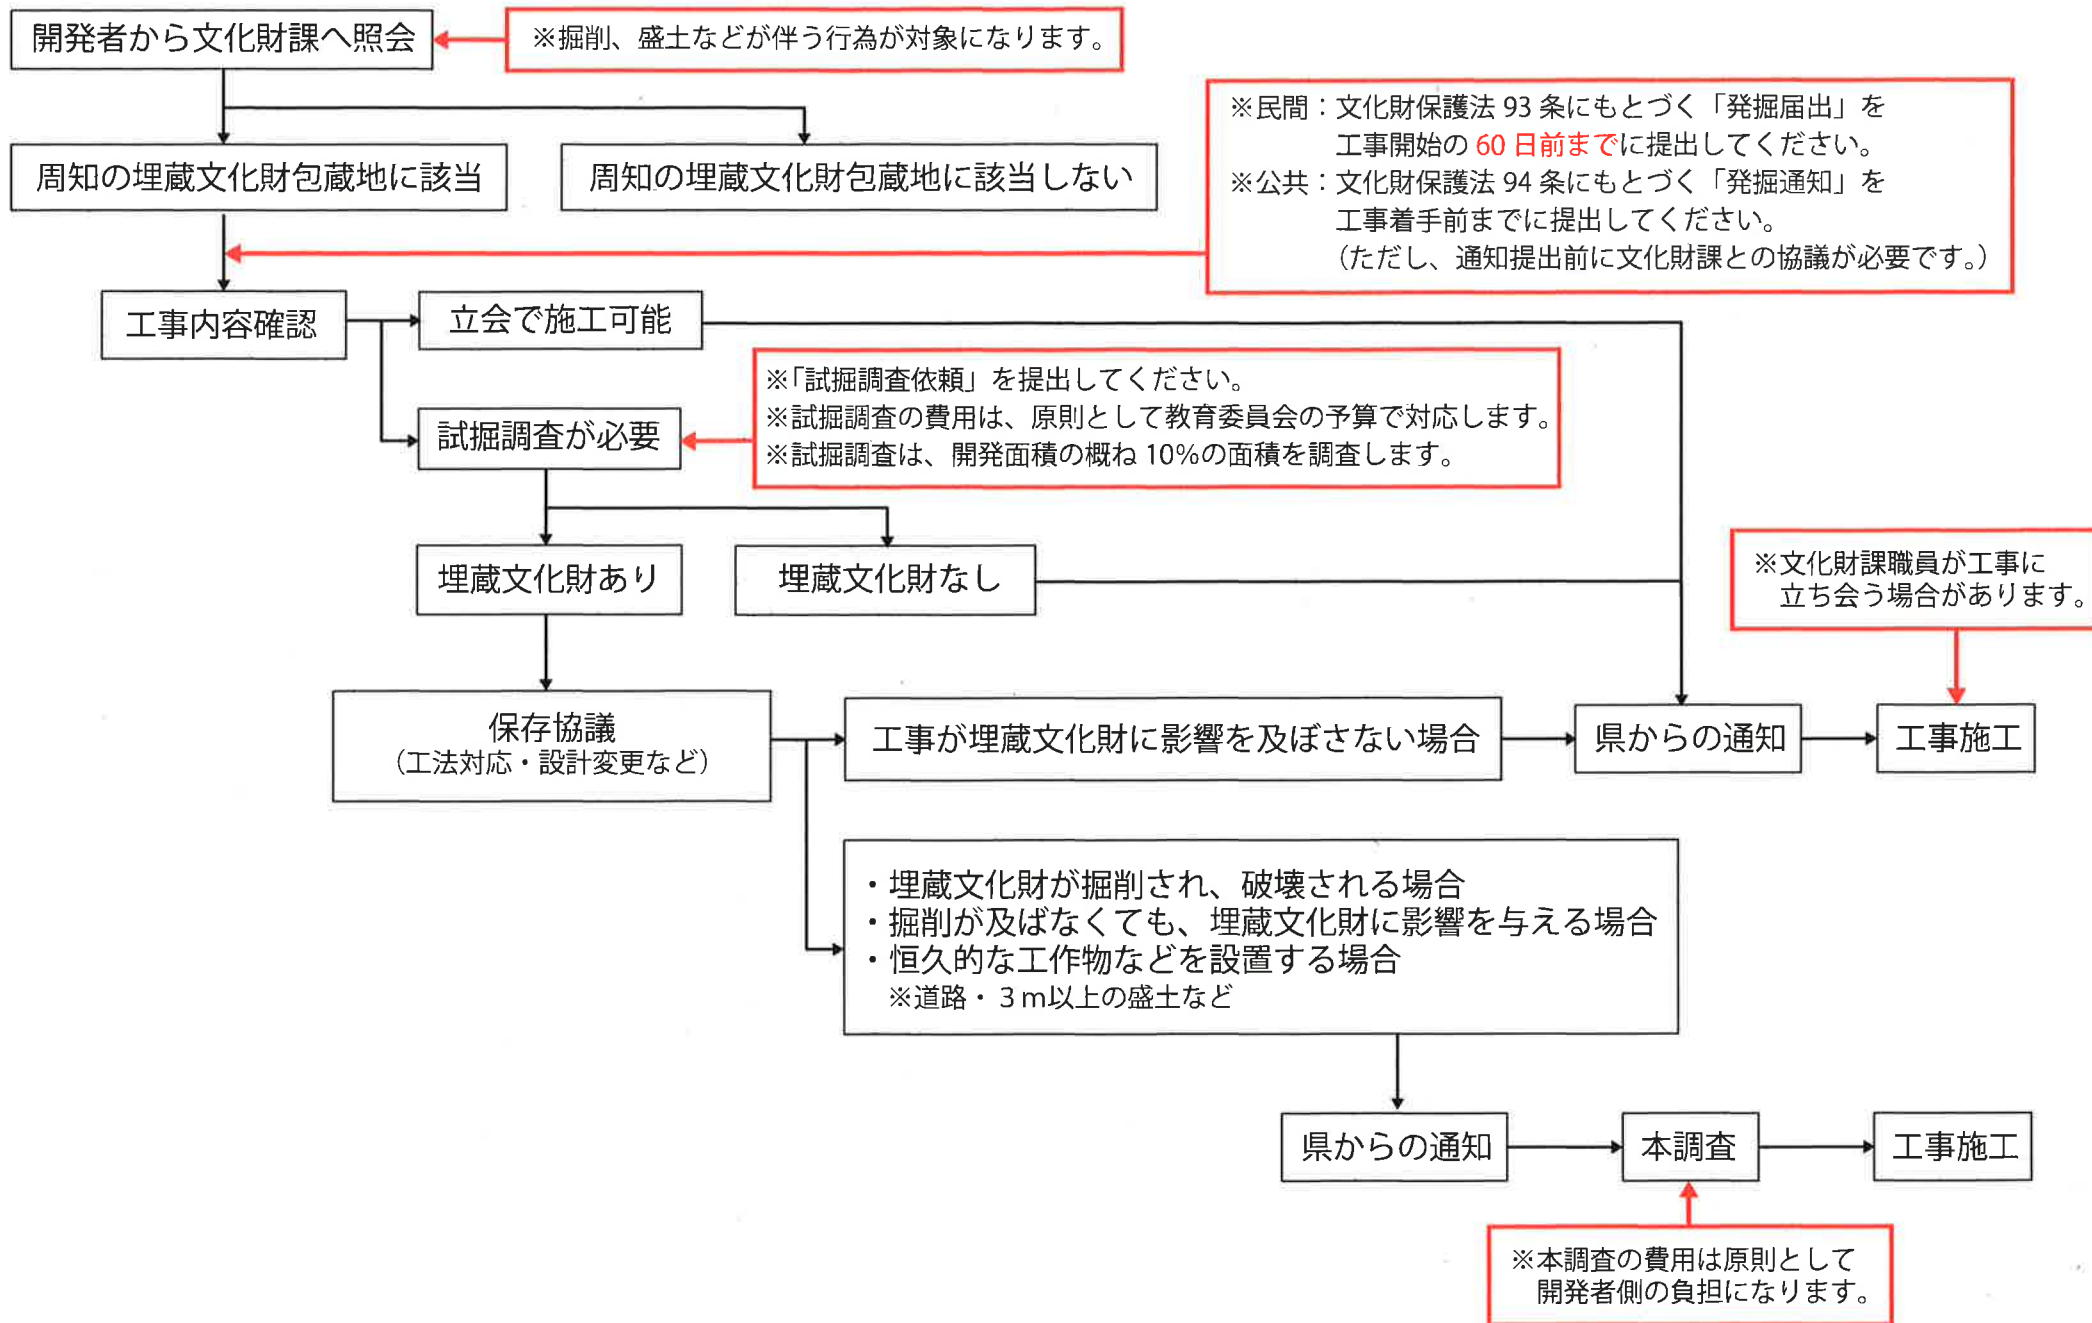 開発者から文化財課へ照会
※掘削、盛土などが伴う行為が対象になります。
※民間：文化財保護法 93 条にもとづく「発掘届出」を
工事開始の 60 日前までに提出してください。
※公共：文化財保護法 94 条にもとづく「発掘通知」を
工事着手前までに提出してください。
（ただし、通知提出前に文化財課との協議が必要です。）
周知の埋蔵文化財包蔵地に該当
周知の埋蔵文化財包蔵地に該当しない
工事内容確認
立会で施工可能
※「試掘調査依頼」を提出してください。
※試掘調査の費用は、原則として教育委員会の予算で対応します。
※試掘調査は、開発面積の概ね 10％の面積を調査します。
試掘調査が必要
埋蔵文化財あり
埋蔵文化財なし
※文化財課職員が工事に
立ち会う場合があります。
保存協議
（工法対応・設計変更など）
工事が埋蔵文化財に影響を及ぼさない場合
県からの通知
工事施工
・埋蔵文化財が掘削され、破壊される場合
・掘削が及ばなくても、埋蔵文化財に影響を与える場合
・恒久的な工作物などを設置する場合
※道路・３ｍ以上の盛土など
県からの通知
本調査
工事施工
※本調査の費用は原則として
開発者側の負担になります。